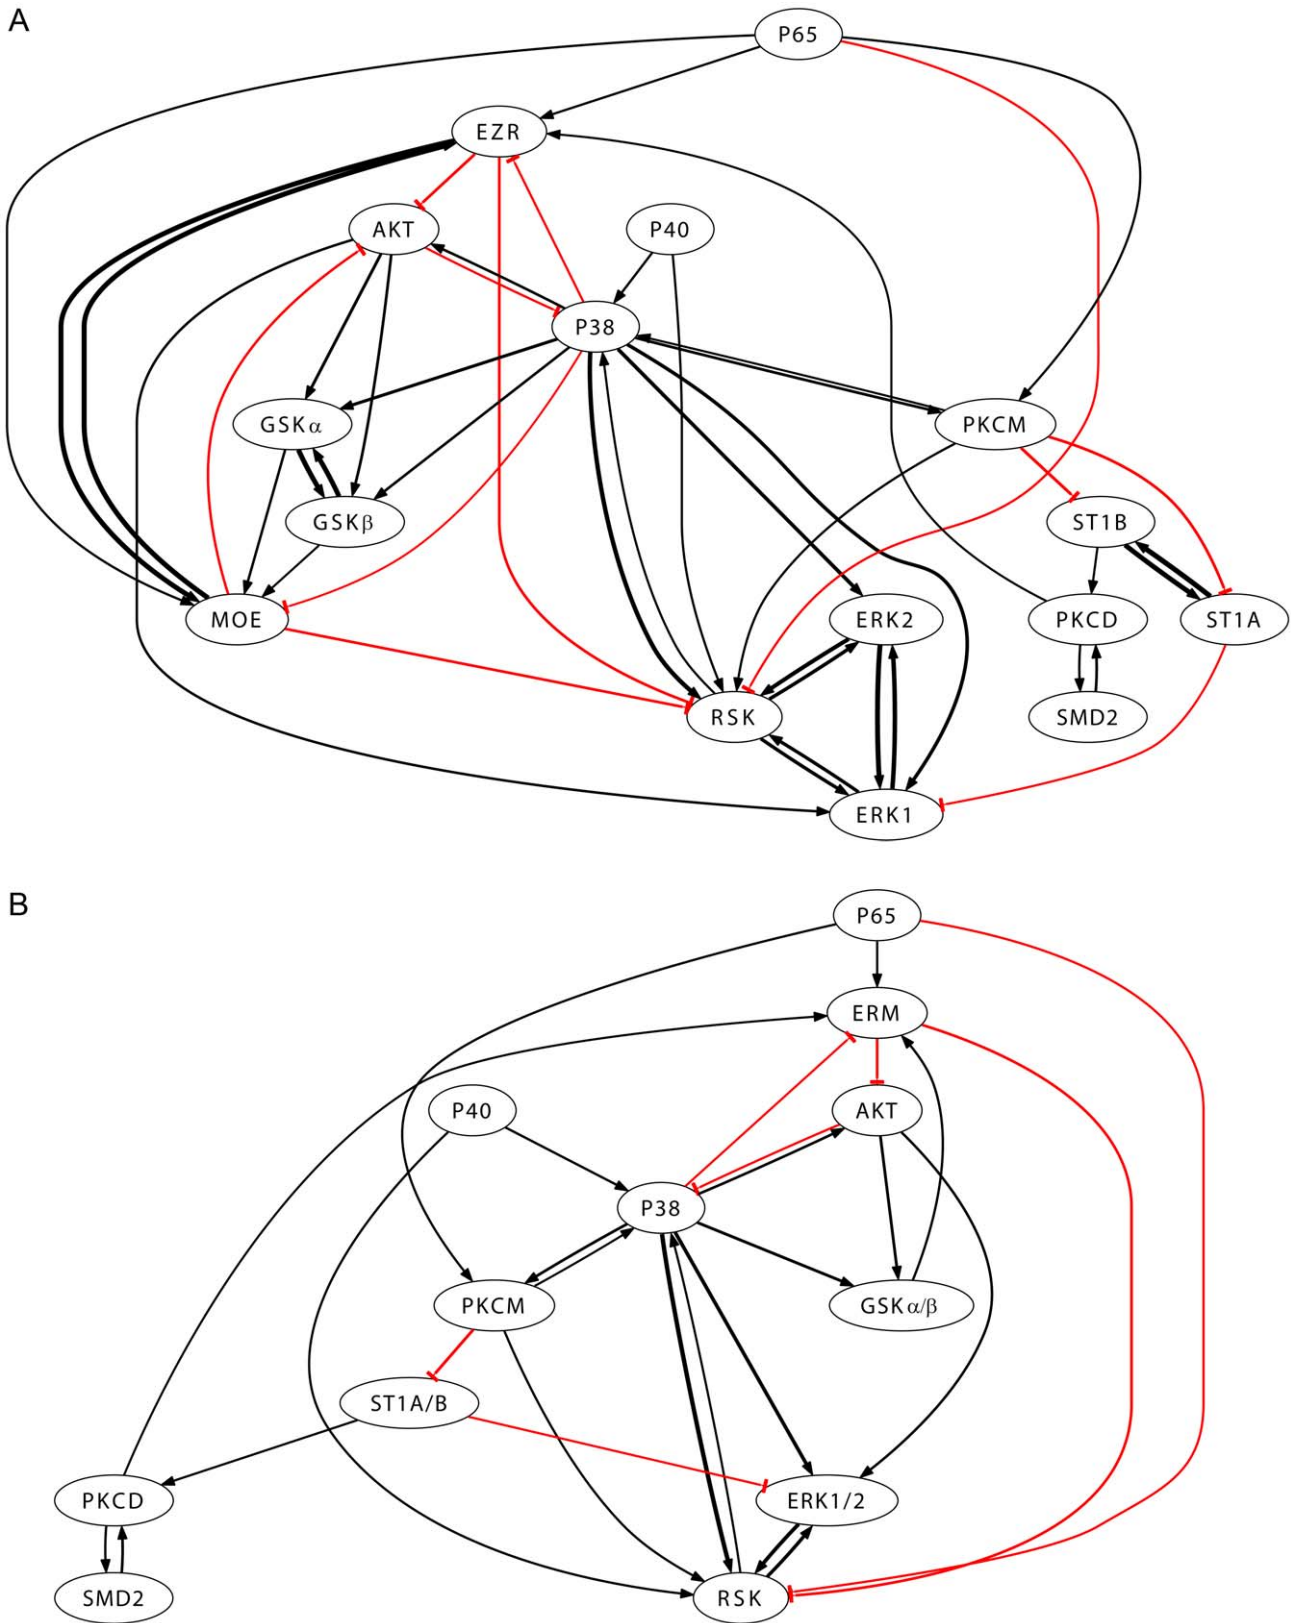 A
P65
EZR
AKT
P40
P38
GSKα
PKCM
GSKβ
ST1B
MOE
ERK2
PKCD
ST1A
RSK
SMD2
ERK1
B
P65
ERM
P40
AKT
P38
PKCM
GSKα/β
ST1A/B
PKCD
ERK1/2
SMD2
RSK